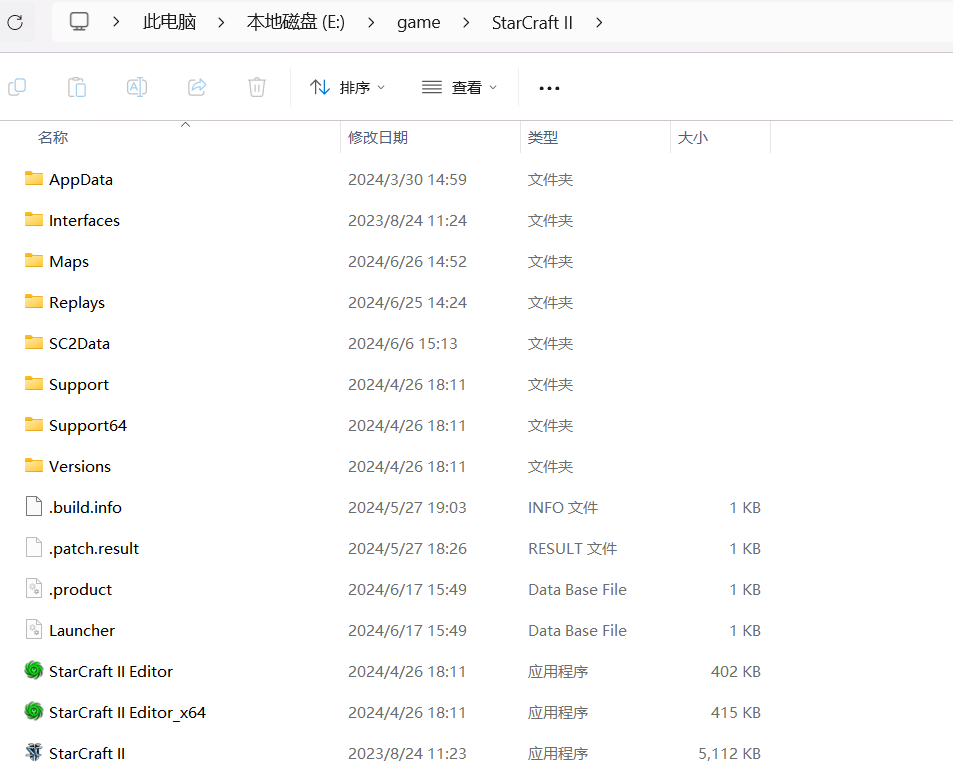 此电脑 本地磁盘 (E:) game StarCraft II
排序 查看
名称 修改日期 类型 大小
AppData 2024/3/30 14:59 文件夹
Interfaces 2023/8/24 11:24 文件夹
Maps 2024/6/26 14:52 文件夹
Replays 2024/6/25 14:24 文件夹
SC2Data 2024/6/6 15:13 文件夹
Support 2024/4/26 18:11 文件夹
Support64 2024/4/26 18:11 文件夹
Versions 2024/4/26 18:11 文件夹
.build.info 2024/5/27 19:03 INFO 文件 1 KB
.patch.result 2024/5/27 18:26 RESULT 文件 1 KB
.product 2024/6/17 15:49 Data Base File 1 KB
Launcher 2024/6/17 15:49 Data Base File 1 KB
StarCraft II Editor 2024/4/26 18:11 应用程序 402 KB
StarCraft II Editor_x64 2024/4/26 18:11 应用程序 415 KB
StarCraft II 2023/8/24 11:23 应用程序 5,112 KB